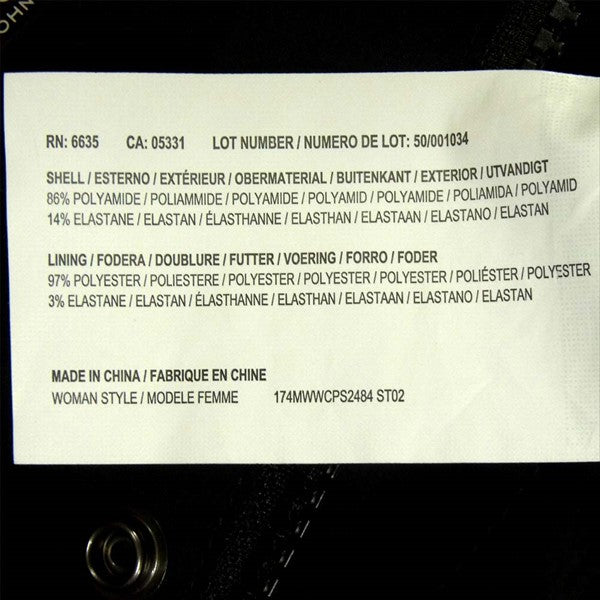 OHN
RN: 6635 CA: 05331 LOT NUMBER / NUMERO DE LOT: 50/001034
SHELL / ESTERNO / EXTÉRIEUR / OBERMATERIAL / BUITENKANT / EXTERIOR / UTVANDIGT
86% POLYAMIDE / POLIAMMIDE / POLYAMIDE / POLYAMID / POLYAMIDE / POLIAMIDA / POLYAMID
14% ELASTANE / ELASTAN / ÉLASTHANNE / ELASTHAN / ELASTAAN / ELASTANO / ELASTAN
LINING / FODERA / DOUBLURE / FUTTER / VOERING / FORRO / FODER
97% POLYESTER / POLIESTERE / POLYESTER / POLYESTER / POLYESTER / POLIÉSTER / POLYESTER
3% ELASTANE / ELASTAN / ÉLASTHANNE / ELASTHAN / ELASTAAN / ELASTANO / ELASTAN
MADE IN CHINA / FABRIQUE EN CHINE
WOMAN STYLE / MODELE FEMME 174MWWCPS2484 ST02